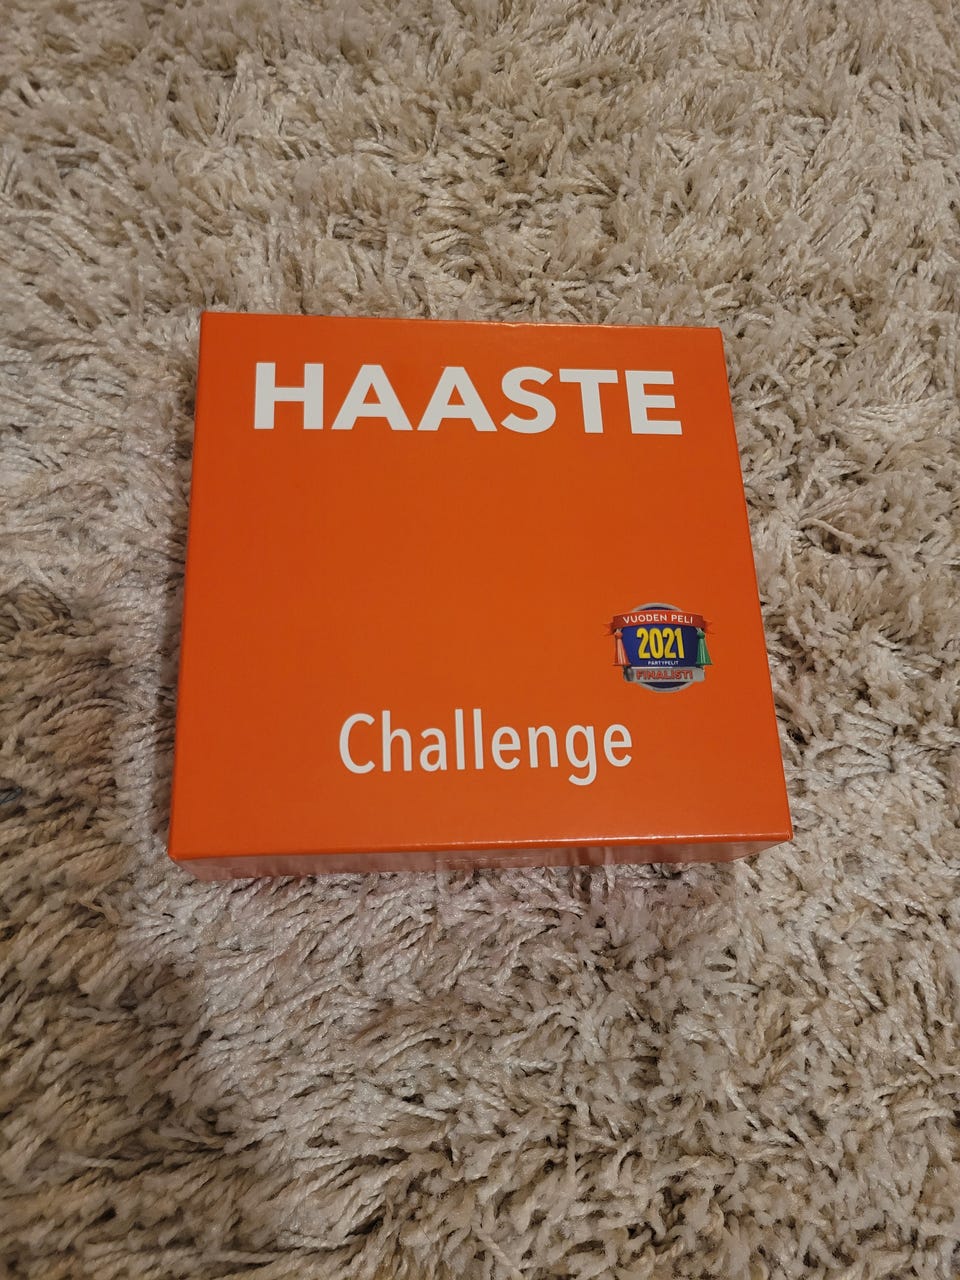 HAASTE
VUODEN PELI
2021
PARTYPELIT
FINALISTI
Challenge